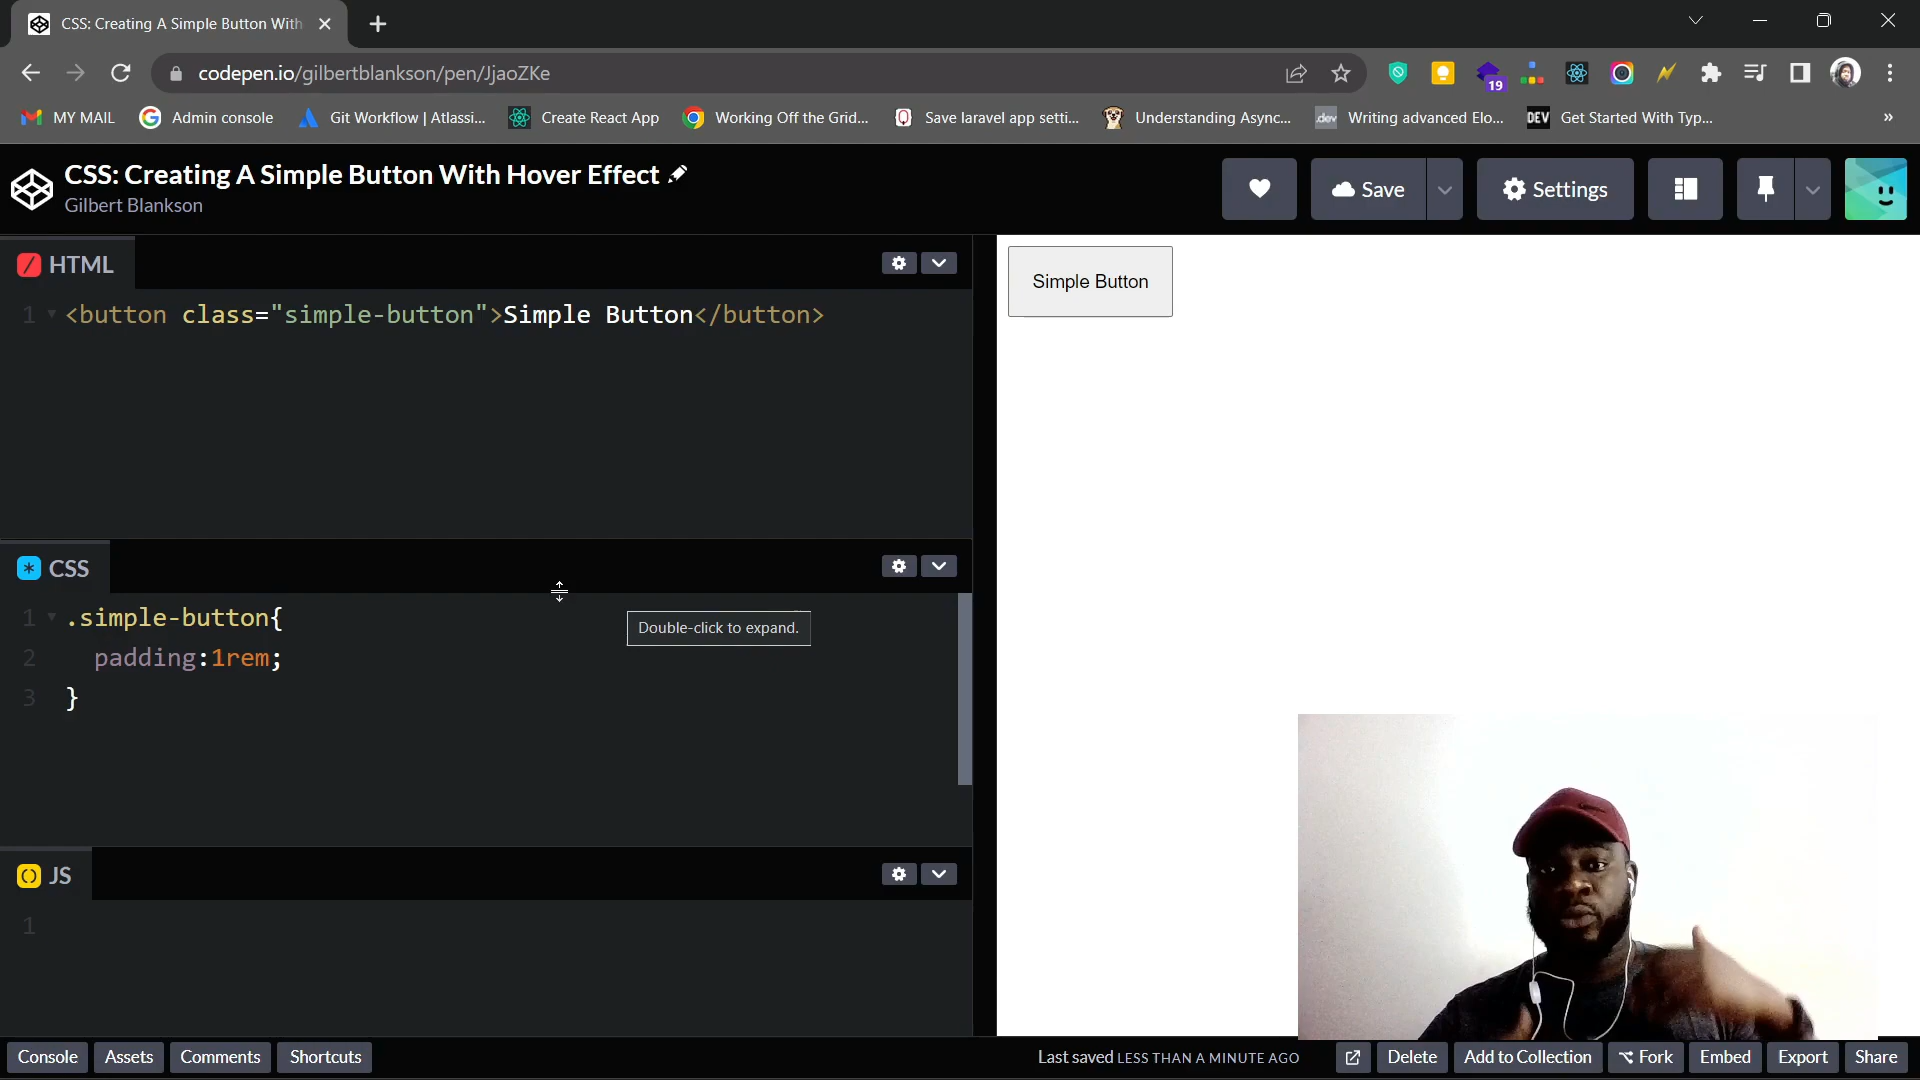 CSS: Creating A Simple Button With
codepen.io/gilbertblankson/pen/JjaoZKe
19
MY MAIL
Admin console
Git Workflow | Atlassi...
Create React App
Working Off the Grid...
Save laravel app setti...
Understanding Async...
.dev
Writing advanced Elo...
DEV
Get Started With Typ...
CSS: Creating A Simple Button With Hover Effect
Gilbert Blankson
Save
Settings
HTML
1 <button class="simple-button">Simple Button</button>
CSS
1 .simple-button{
2 padding:1rem;
3 }
Double-click to expand.
JS
1
Simple Button
Console
Assets
Comments
Shortcuts
Last saved LESS THAN A MINUTE AGO
Delete
Add to Collection
Fork
Embed
Export
Share